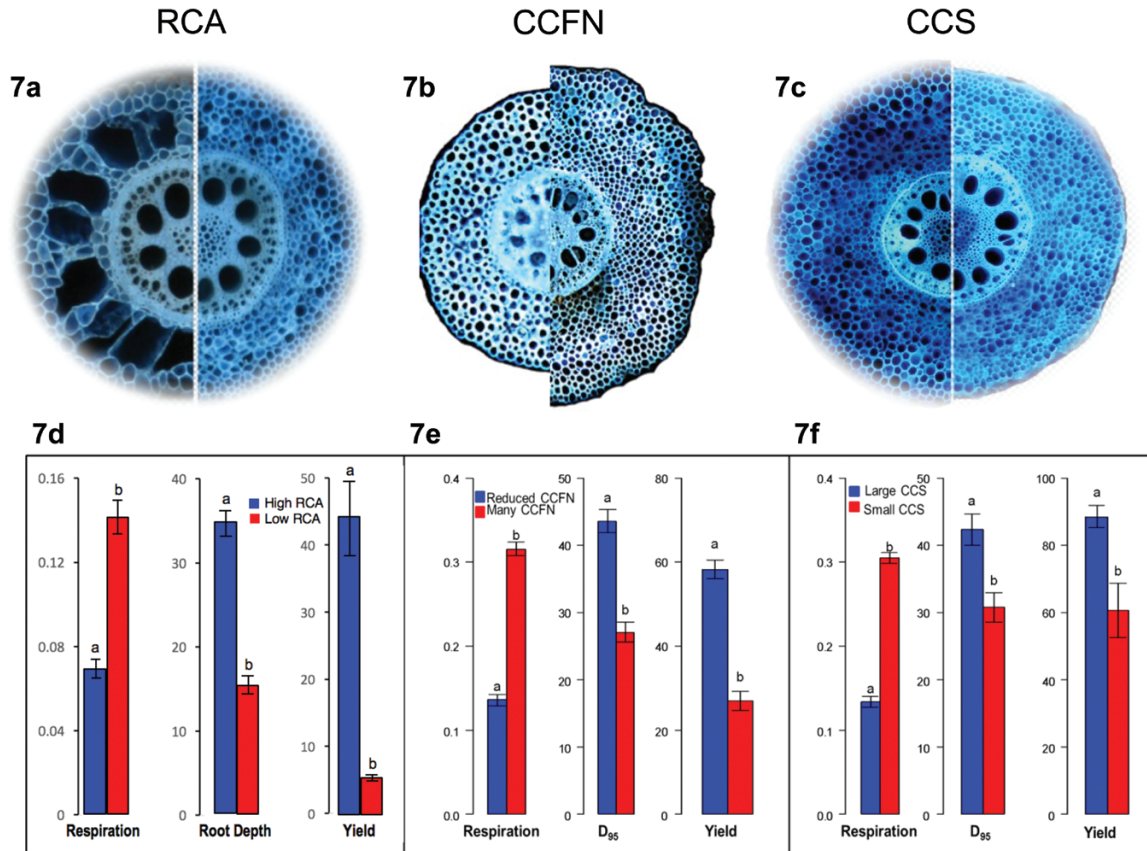 RCA
CCFN
CCS
7a
7b
7c
7d
7e
7f
0.16
0.12
0.08
0.04
0
a
b
Respiration
40
30
20
10
0
a
b
Root Depth
High RCA
Low RCA
50
40
30
20
10
0
a
b
Yield
0.4
0.3
0.2
0.1
0.0
Reduced CCFN
Many CCFN
a
b
Respiration
50
40
30
20
10
0
a
b
D95
80
60
40
20
0
a
b
Yield
0.4
0.3
0.2
0.1
0.0
Large CCS
Small CCS
a
b
Respiration
50
40
30
20
10
0
a
b
D95
100
80
60
40
20
0
a
b
Yield